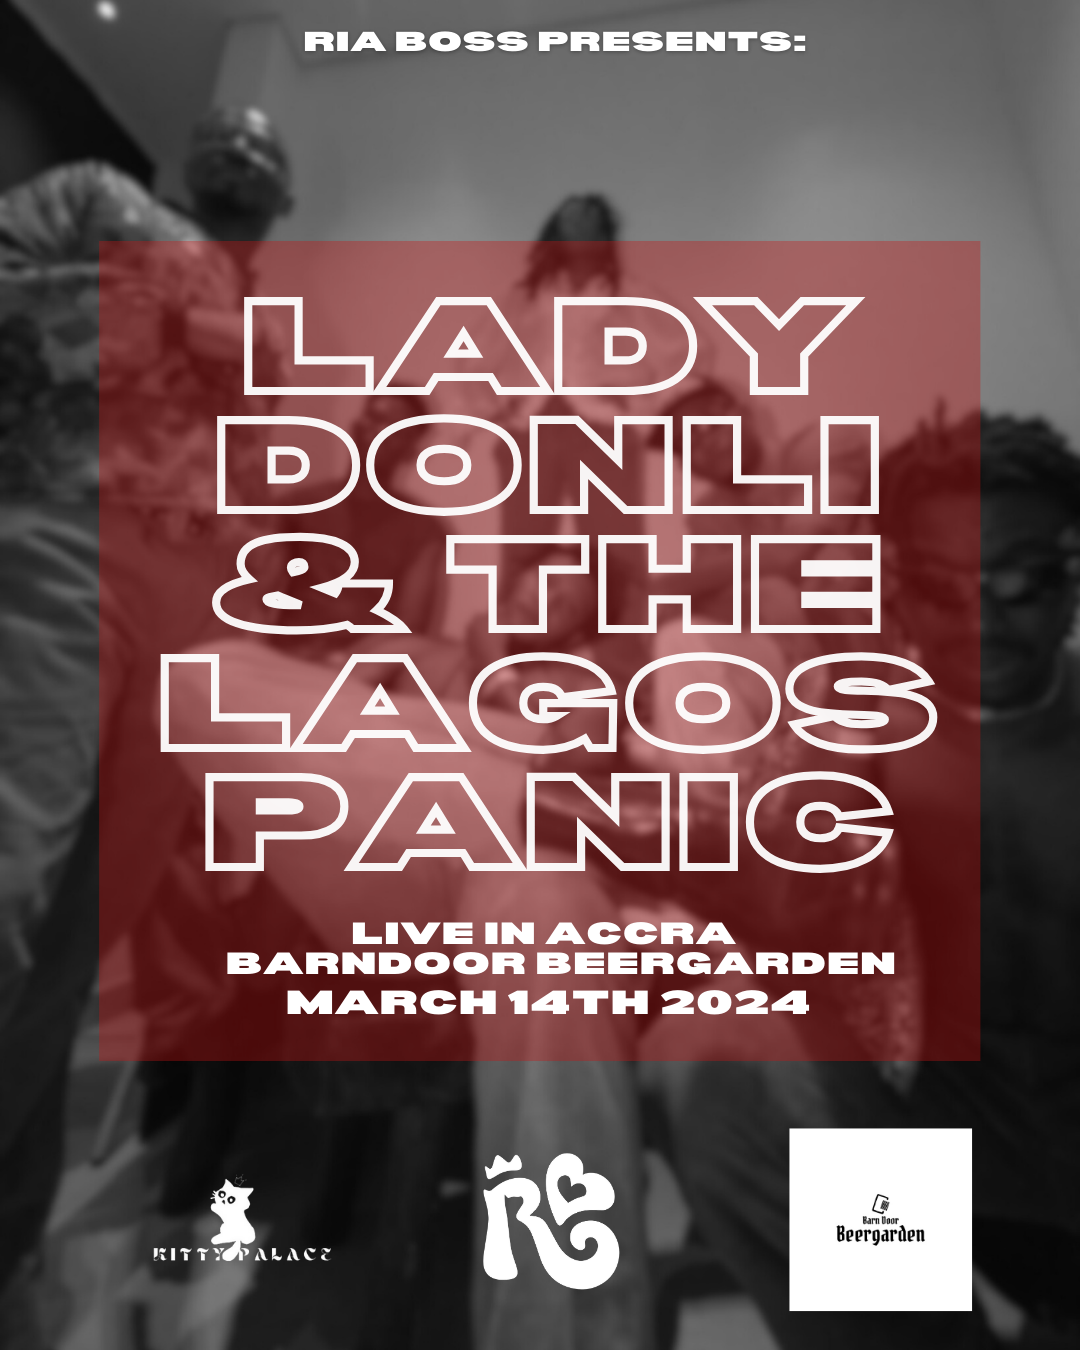 RIA BOSS PRESENTS:
LADY
DONLI
& THE
LAGOS
PANIC
LIVE IN ACCRA
BARNDOOR BEERGARDEN
MARCH 14TH 2024
KITTY PALACE
RB
Barn Door
Beergarden